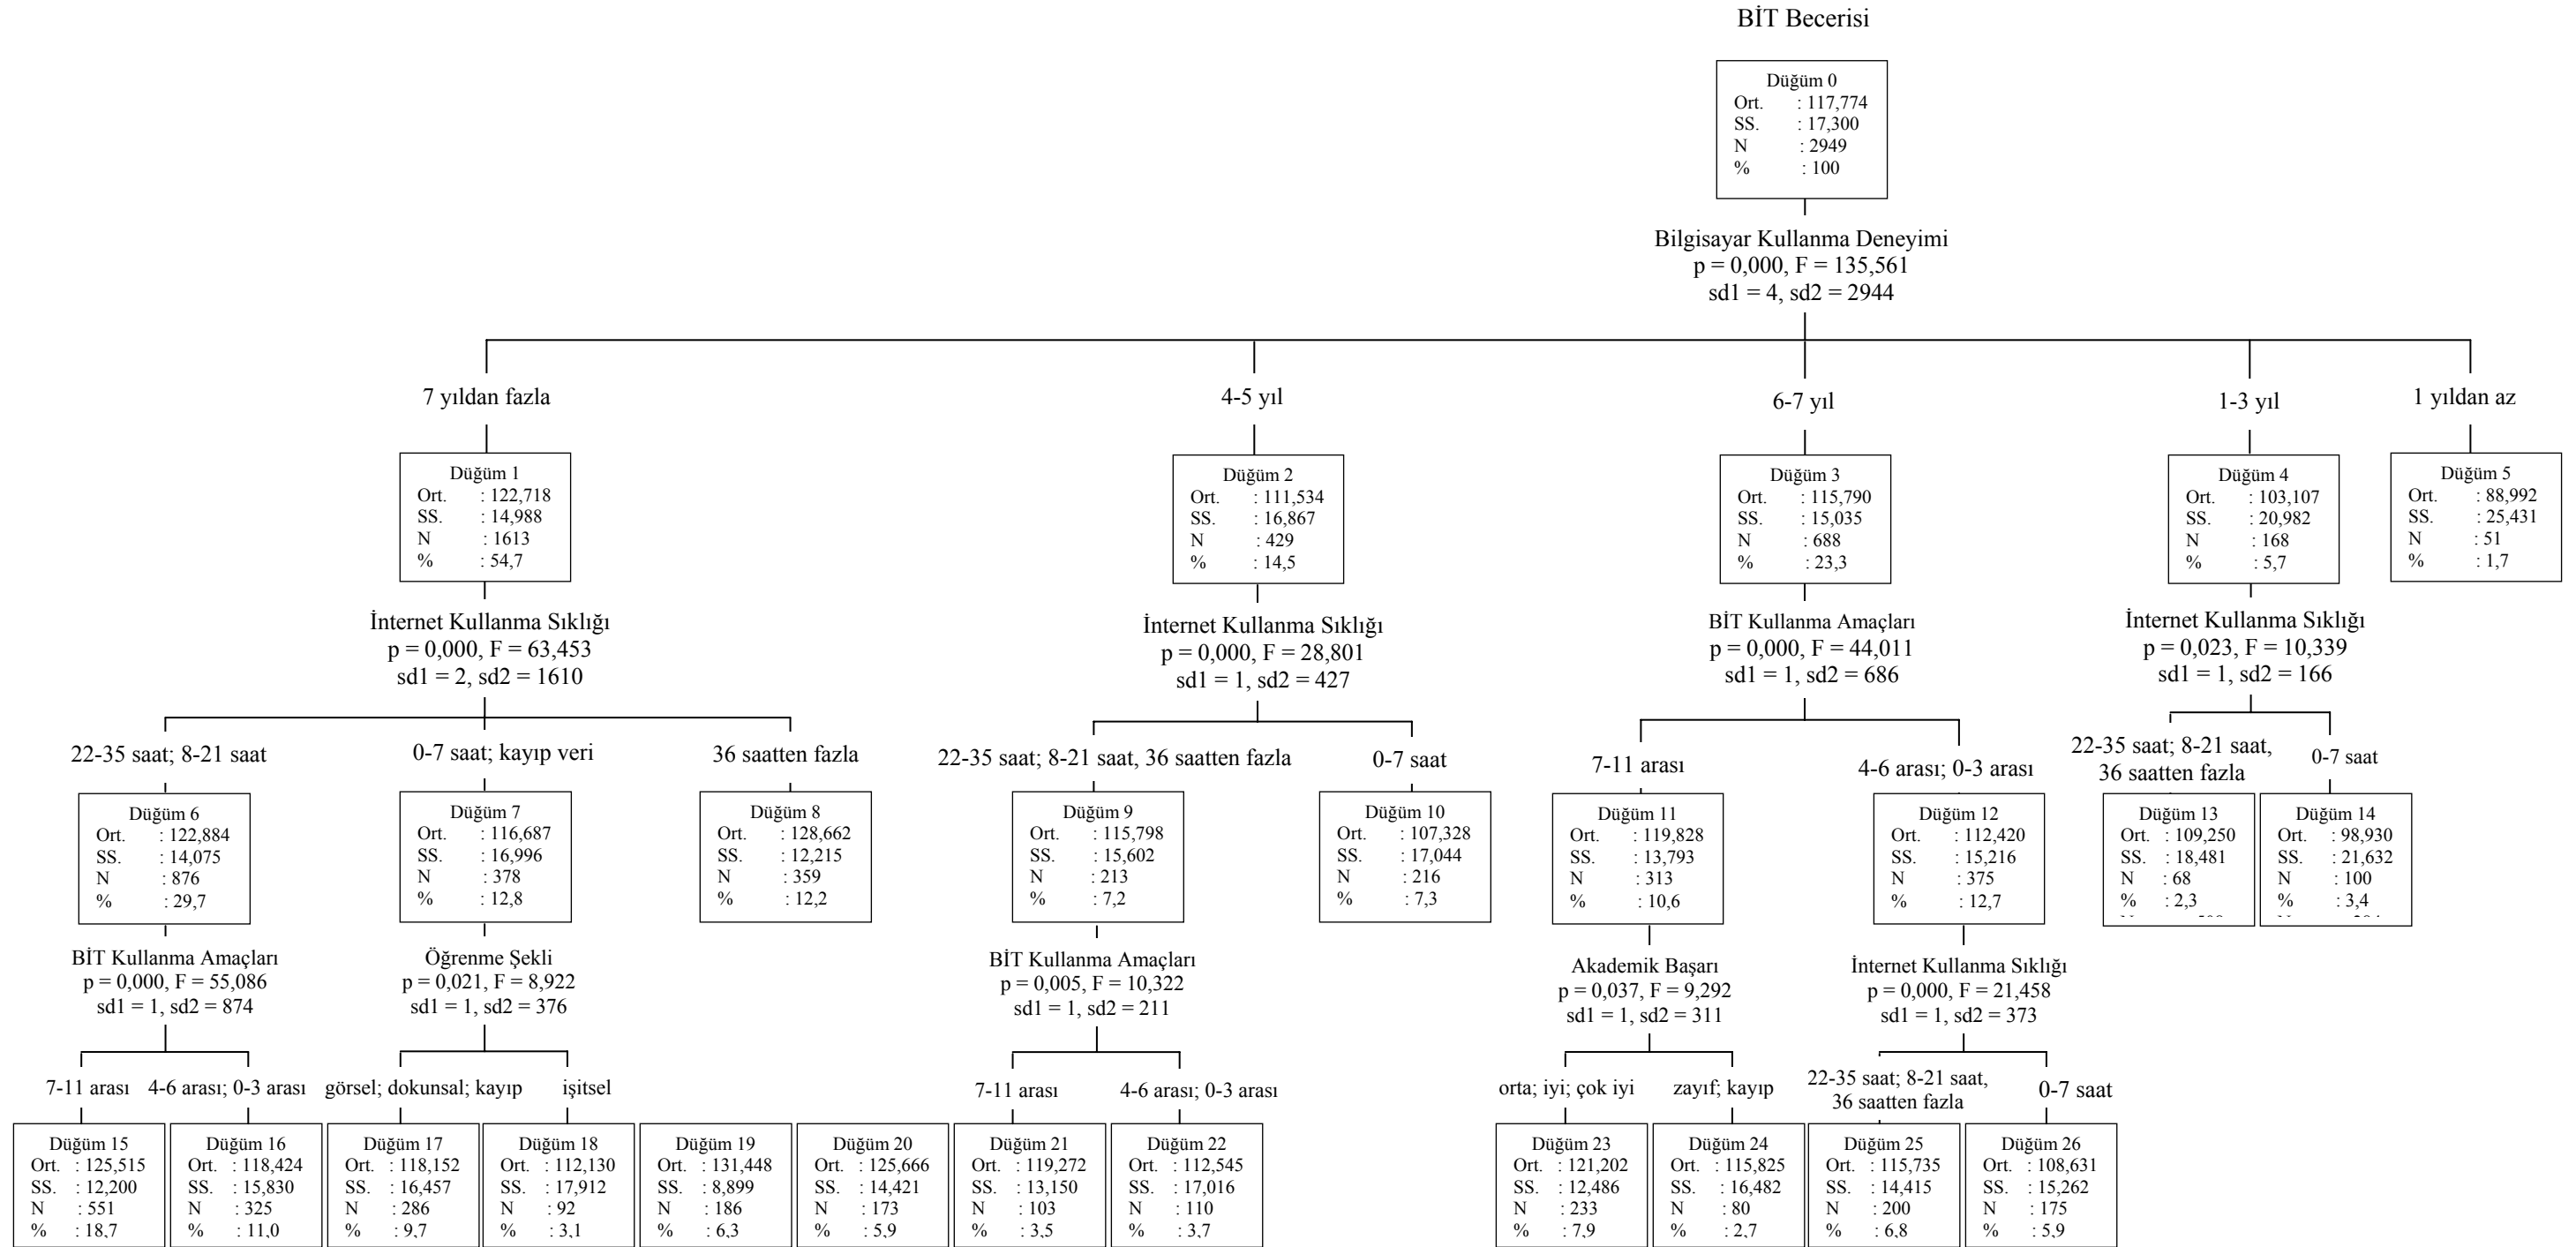 BİT Becerisi
Düğüm 0
Ort. : 117,774
SS. : 17,300
N : 2949
% : 100
Bilgisayar Kullanma Deneyimi
p = 0,000, F = 135,561
sd1 = 4, sd2 = 2944
7 yıldan fazla
4-5 yıl
6-7 yıl
1-3 yıl
1 yıldan az
Düğüm 1
Ort. : 122,718
SS. : 14,988
N : 1613
% : 54,7
Düğüm 2
Ort. : 111,534
SS. : 16,867
N : 429
% : 14,5
Düğüm 3
Ort. : 115,790
SS. : 15,035
N : 688
% : 23,3
Düğüm 4
Ort. : 103,107
SS. : 20,982
N : 168
% : 5,7
Düğüm 5
Ort. : 88,992
SS. : 25,431
N : 51
% : 1,7
İnternet Kullanma Sıklığı
p = 0,000, F = 63,453
sd1 = 2, sd2 = 1610
İnternet Kullanma Sıklığı
p = 0,000, F = 28,801
sd1 = 1, sd2 = 427
BİT Kullanma Amaçları
p = 0,000, F = 44,011
sd1 = 1, sd2 = 686
İnternet Kullanma Sıklığı
p = 0,023, F = 10,339
sd1 = 1, sd2 = 166
22-35 saat; 8-21 saat
0-7 saat; kayıp veri
36 saatten fazla
22-35 saat; 8-21 saat, 36 saatten fazla
0-7 saat
7-11 arası
4-6 arası; 0-3 arası
22-35 saat; 8-21 saat,
36 saatten fazla
0-7 saat
Düğüm 6
Ort. : 122,884
SS. : 14,075
N : 876
% : 29,7
Düğüm 7
Ort. : 116,687
SS. : 16,996
N : 378
% : 12,8
Düğüm 8
Ort. : 128,662
SS. : 12,215
N : 359
% : 12,2
Düğüm 9
Ort. : 115,798
SS. : 15,602
N : 213
% : 7,2
Düğüm 10
Ort. : 107,328
SS. : 17,044
N : 216
% : 7,3
Düğüm 11
Ort. : 119,828
SS. : 13,793
N : 313
% : 10,6
Düğüm 12
Ort. : 112,420
SS. : 15,216
N : 375
% : 12,7
Düğüm 13
Ort. : 109,250
SS. : 18,481
N : 68
% : 2,3
Düğüm 14
Ort. : 98,930
SS. : 21,632
N : 100
% : 3,4
BİT Kullanma Amaçları
p = 0,000, F = 55,086
sd1 = 1, sd2 = 874
Öğrenme Şekli
p = 0,021, F = 8,922
sd1 = 1, sd2 = 376
BİT Kullanma Amaçları
p = 0,005, F = 10,322
sd1 = 1, sd2 = 211
Akademik Başarı
p = 0,037, F = 9,292
sd1 = 1, sd2 = 311
İnternet Kullanma Sıklığı
p = 0,000, F = 21,458
sd1 = 1, sd2 = 373
7-11 arası
4-6 arası; 0-3 arası
görsel; dokunsal; kayıp
işitsel
7-11 arası
4-6 arası; 0-3 arası
orta; iyi; çok iyi
zayıf; kayıp
22-35 saat; 8-21 saat,
36 saatten fazla
0-7 saat
Düğüm 15
Ort. : 125,515
SS. : 12,200
N : 551
% : 18,7
Düğüm 16
Ort. : 118,424
SS. : 15,830
N : 325
% : 11,0
Düğüm 17
Ort. : 118,152
SS. : 16,457
N : 286
% : 9,7
Düğüm 18
Ort. : 112,130
SS. : 17,912
N : 92
% : 3,1
Düğüm 19
Ort. : 131,448
SS. : 8,899
N : 186
% : 6,3
Düğüm 20
Ort. : 125,666
SS. : 14,421
N : 173
% : 5,9
Düğüm 21
Ort. : 119,272
SS. : 13,150
N : 103
% : 3,5
Düğüm 22
Ort. : 112,545
SS. : 17,016
N : 110
% : 3,7
Düğüm 23
Ort. : 121,202
SS. : 12,486
N : 233
% : 7,9
Düğüm 24
Ort. : 115,825
SS. : 16,482
N : 80
% : 2,7
Düğüm 25
Ort. : 115,735
SS. : 14,415
N : 200
% : 6,8
Düğüm 26
Ort. : 108,631
SS. : 15,262
N : 175
% : 5,9